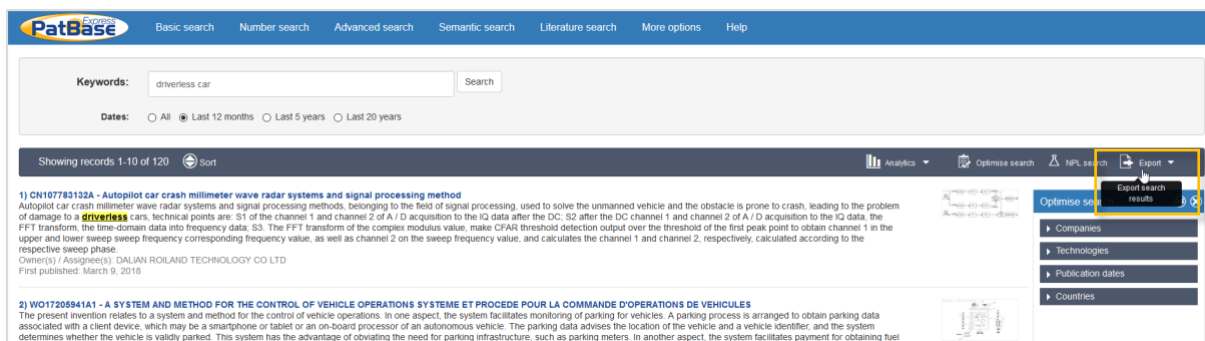 PatBase Express
Basic search Number search Advanced search Semantic search Literature search More options Help
Keywords: driverless car Search
Dates: All Last 12 months Last 5 years Last 20 years
Showing records 1-10 of 120 Sort Analytics Optimise search NPL search Export
Export search results
1) CN107783132A - Autopilot car crash millimeter wave radar systems and signal processing method
Autopilot car crash millimeter wave radar systems and signal processing methods, belonging to the field of signal processing, used to solve the unmanned vehicle and the obstacle is prone to crash, leading to the problem
of damage to a driverless cars, technical points are: S1 of the channel 1 and channel 2 of A / D acquisition to the IQ data after the DC; S2 after the DC channel 1 and channel 2 of A / D acquisition to the IQ data, the
FFT transform, the time-domain data into frequency data; S3. The FFT transform of the complex modulus value, make CFAR threshold detection output over the threshold of the first peak point to obtain channel 1 in the
upper and lower sweep sweep frequency corresponding frequency value, as well as channel 2 on the sweep frequency value, and calculates the channel 1 and channel 2, respectively, calculated according to the
respective sweep phase.
Owner(s) / Assignee(s): DALIAN ROILAND TECHNOLOGY CO LTD
First published: March 9, 2018
Optimise se
Companies
Technologies
Publication dates
Countries
2) WO17205941A1 - A SYSTEM AND METHOD FOR THE CONTROL OF VEHICLE OPERATIONS SYSTEME ET PROCEDE POUR LA COMMANDE D'OPERATIONS DE VEHICULES
The present invention relates to a system and method for the control of vehicle operations. In one aspect, the system facilitates monitoring of parking for vehicles. A parking process is arranged to obtain parking data
associated with a client device, which may be a smartphone or tablet or an on-board processor of an autonomous vehicle. The parking data advises the location of the vehicle and a vehicle identifier, and the system
determines whether the vehicle is validly parked. This system has the advantage of obviating the need for parking infrastructure, such as parking meters. In another aspect, the system facilitates payment for obtaining fuel